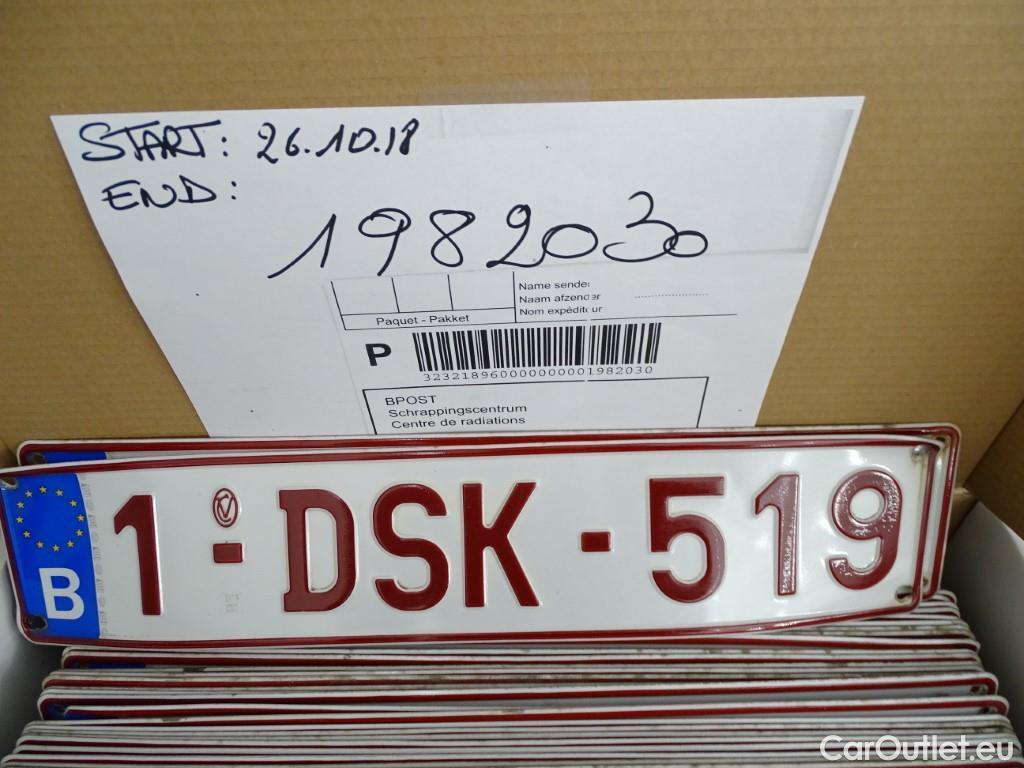 START: 26.10.18
END:
1982030
Name sender
Naam afzender
Nom expéditeur
Paquet - Pakket
P
3232189600000000001982030
BPOST
Schrappingscentrum
Centre de radiations
B
1-DSK-519
CarOutlet.eu